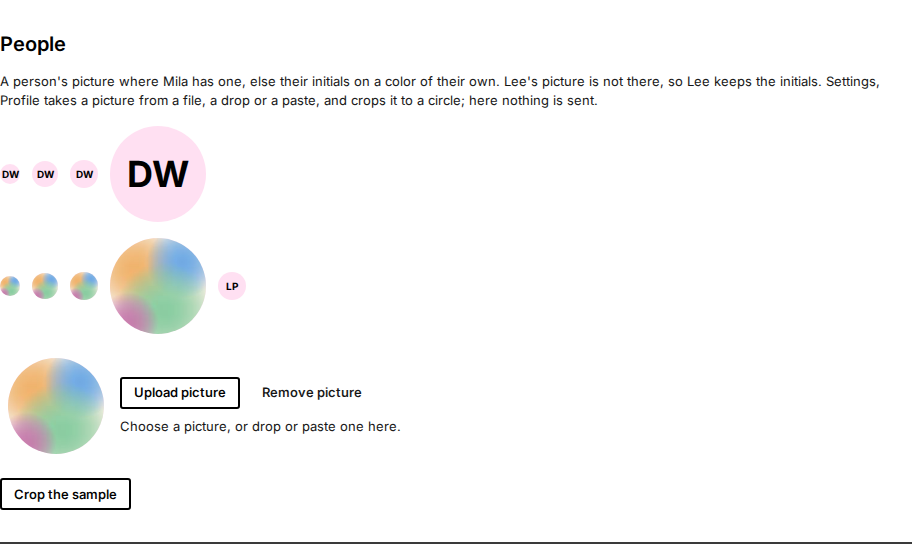 People
A person's picture where Mila has one, else their initials on a color of their own. Lee's picture is not there, so Lee keeps the initials. Settings,
Profile takes a picture from a file, a drop or a paste, and crops it to a circle; here nothing is sent.
DW DW DW DW
LP
Upload picture Remove picture
Choose a picture, or drop or paste one here.
Crop the sample